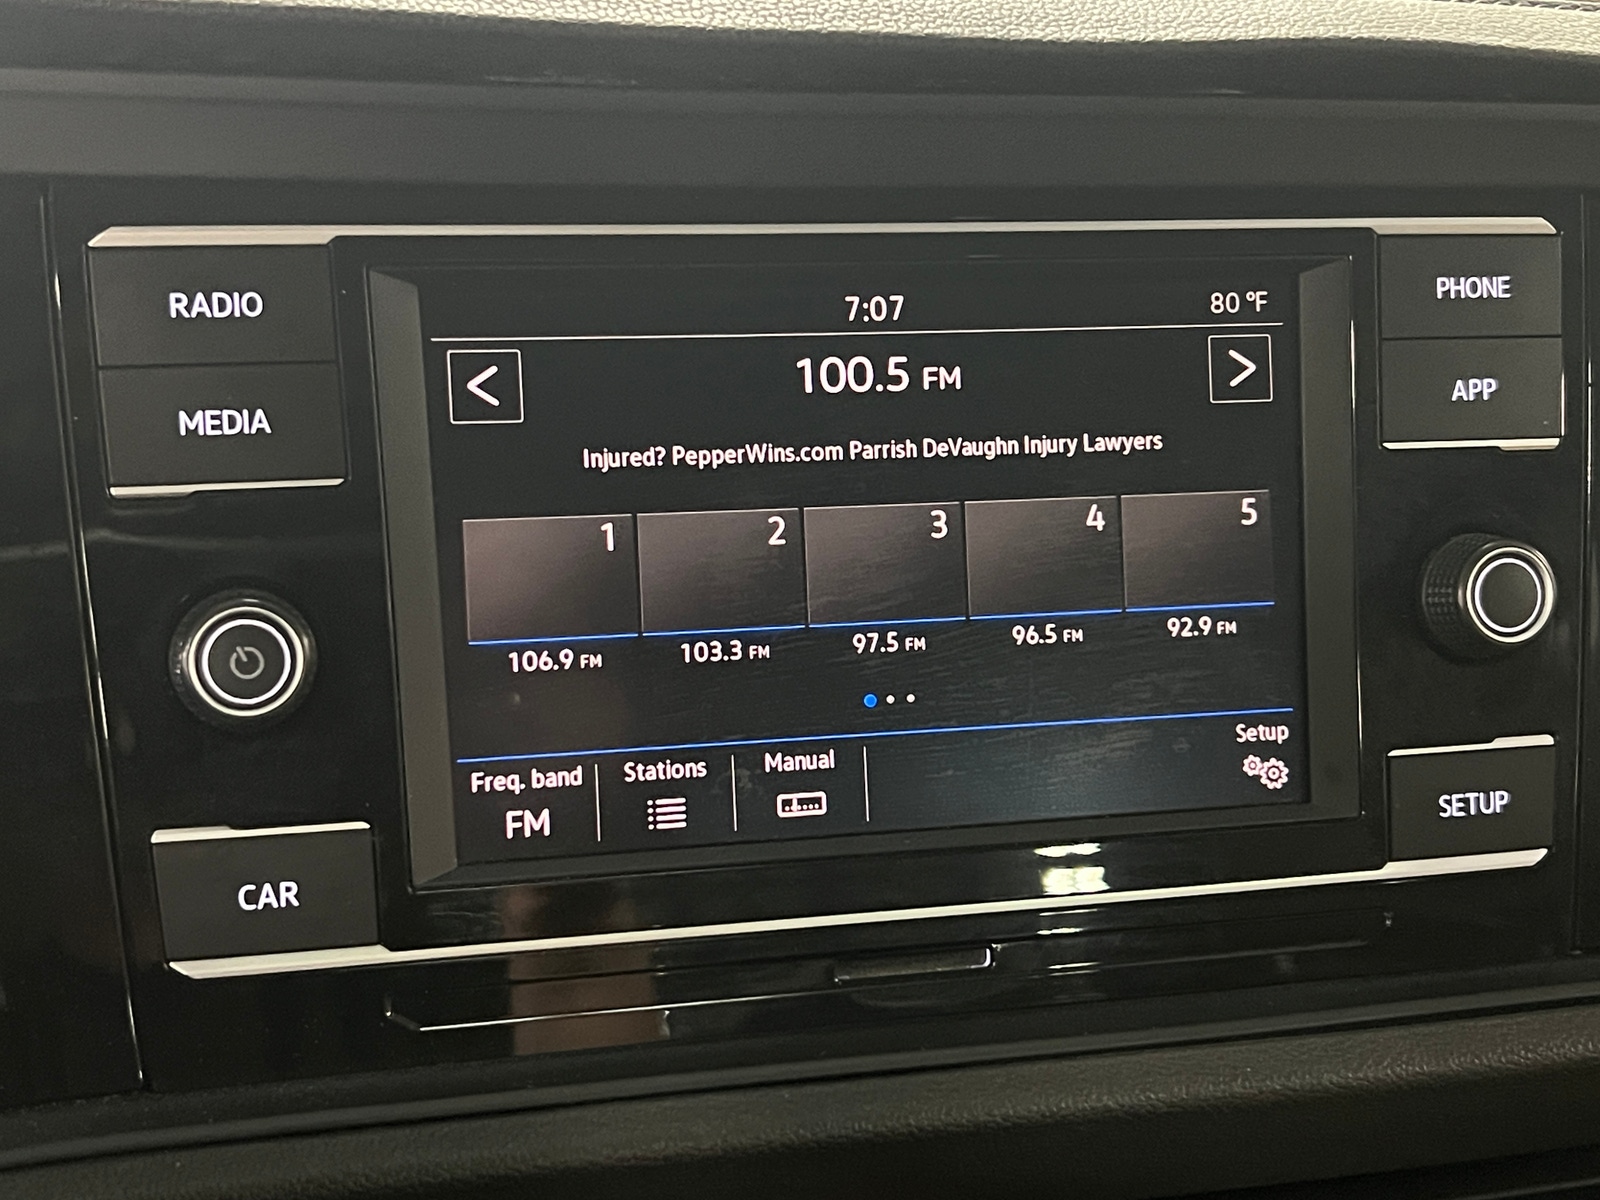 RADIO
MEDIA
CAR
7:07
80 °F
<
100.5 FM
>
Injured? PepperWins.com Parrish DeVaughn Injury Lawyers
1 2 3 4 5
106.9 FM 103.3 FM 97.5 FM 96.5 FM 92.9 FM
Freq. band
FM
Stations
Manual
Setup
PHONE
APP
SETUP